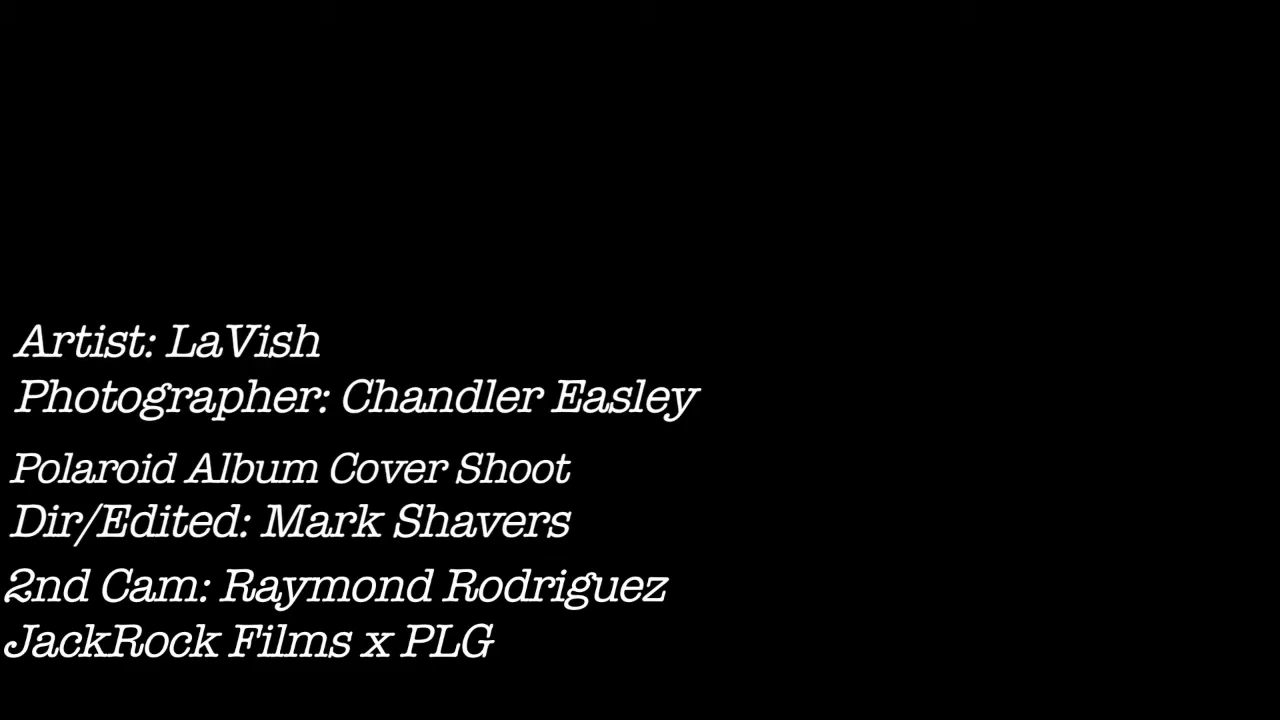 Artist: LaVish
Photographer: Chandler Easley
Polaroid Album Cover Shoot
Dir/Edited: Mark Shavers
2nd Cam: Raymond Rodriguez
JackRock Films x PLG